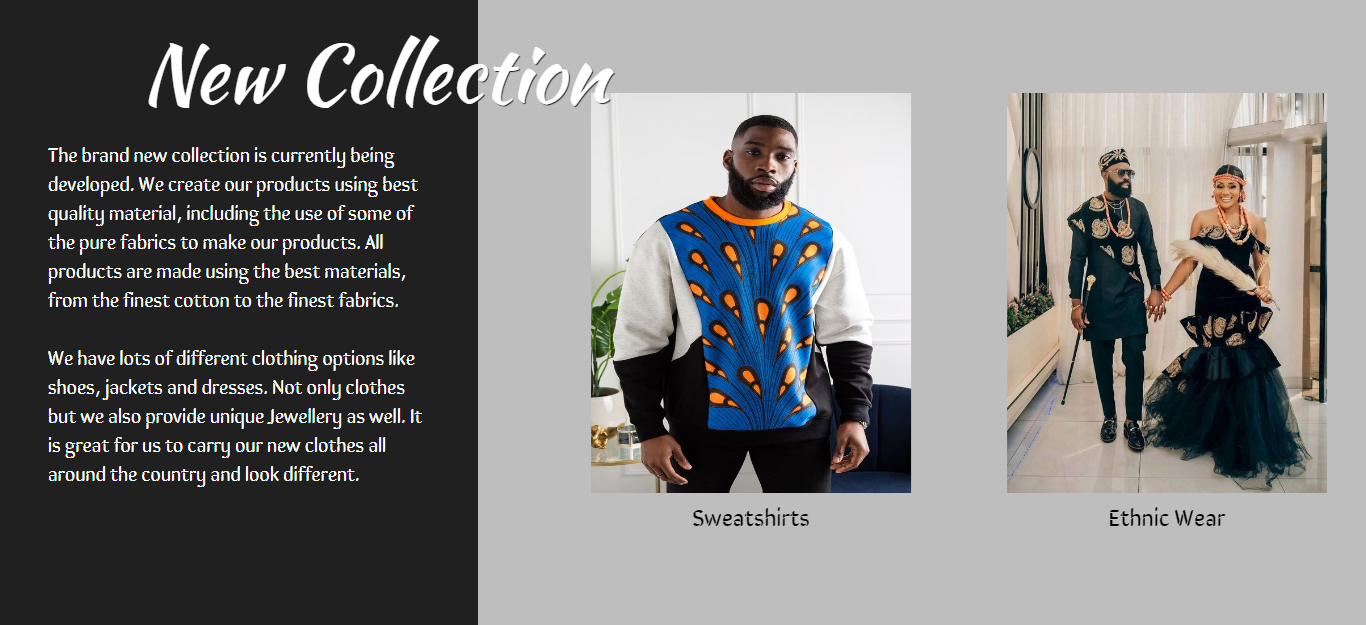 New Collection
The brand new collection is currently being
developed. We create our products using best
quality material, including the use of some of
the pure fabrics to make our products. All
products are made using the best materials,
from the finest cotton to the finest fabrics.
We have lots of different clothing options like
shoes, jackets and dresses. Not only clothes
but we also provide unique Jewellery as well. It
is great for us to carry our new clothes all
around the country and look different.
Sweatshirts
Ethnic Wear